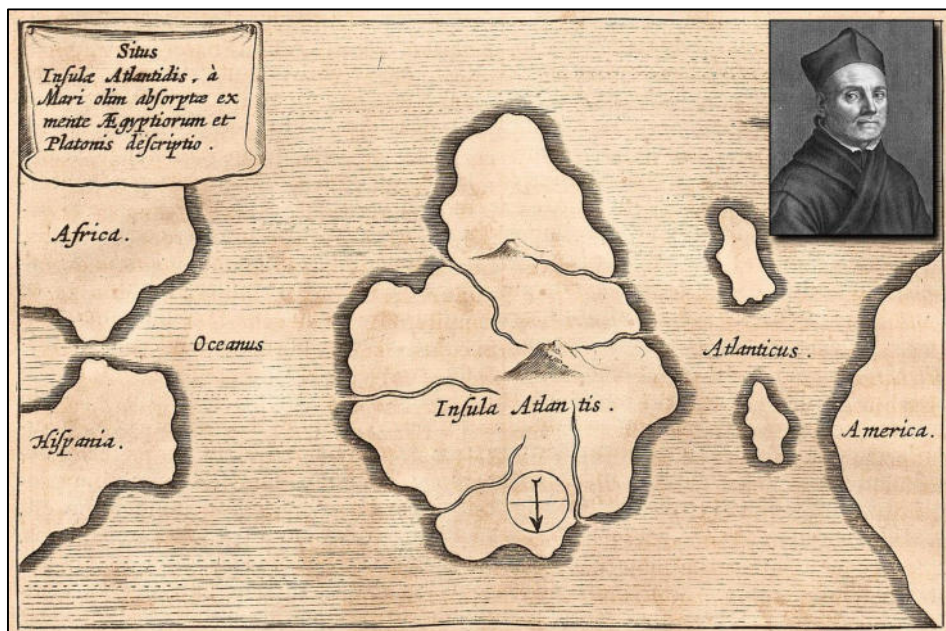 Situs
Insulæ Atlantidis, à
Mari olim absorptæ ex
mente Ægyptiorum et
Platonis descriptio.
Africa.
Oceanus
Atlanticus.
Insula Atlantis.
Hispania.
America.